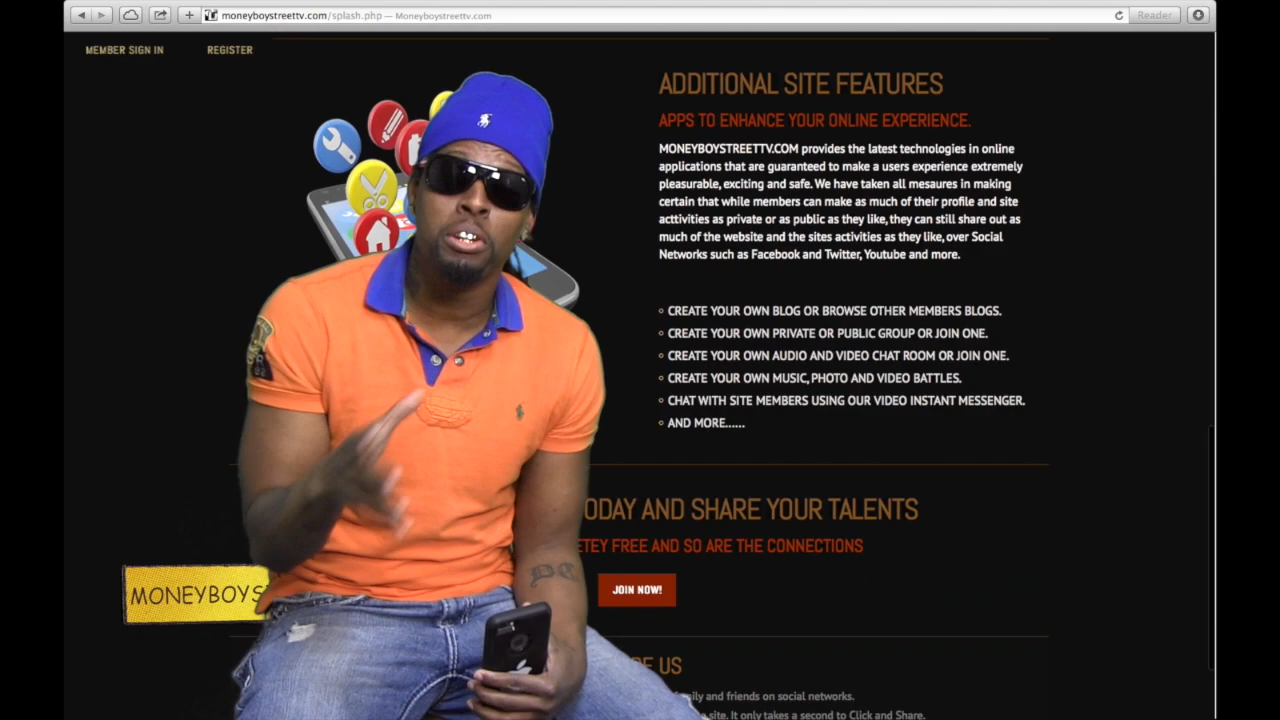 moneyboystreettv.com/splash.php — Moneyboystreettv.com
Reader
MEMBER SIGN IN
REGISTER
ADDITIONAL SITE FEATURES
APPS TO ENHANCE YOUR ONLINE EXPERIENCE.
MONEYBOYSTREETTV.COM provides the latest technologies in online
applications that are guaranteed to make a users experience extremely
pleasurable, exciting and safe. We have taken all mesaures in making
certain that while members can make as much of their profile and site
acttivities as private or as public as they like, they can still share out as
much of the website and the sites activities as they like, over Social
Networks such as Facebook and Twitter, Youtube and more.
CREATE YOUR OWN BLOG OR BROWSE OTHER MEMBERS BLOGS.
CREATE YOUR OWN PRIVATE OR PUBLIC GROUP OR JOIN ONE.
CREATE YOUR OWN AUDIO AND VIDEO CHAT ROOM OR JOIN ONE.
CREATE YOUR OWN MUSIC, PHOTO AND VIDEO BATTLES.
CHAT WITH SITE MEMBERS USING OUR VIDEO INSTANT MESSENGER.
AND MORE......
ODAY AND SHARE YOUR TALENTS
ETEY FREE AND SO ARE THE CONNECTIONS
JOIN NOW!
MONEYBOYS
DC
US
and friends on social networks.
a site. It only takes a second to Click and Share.